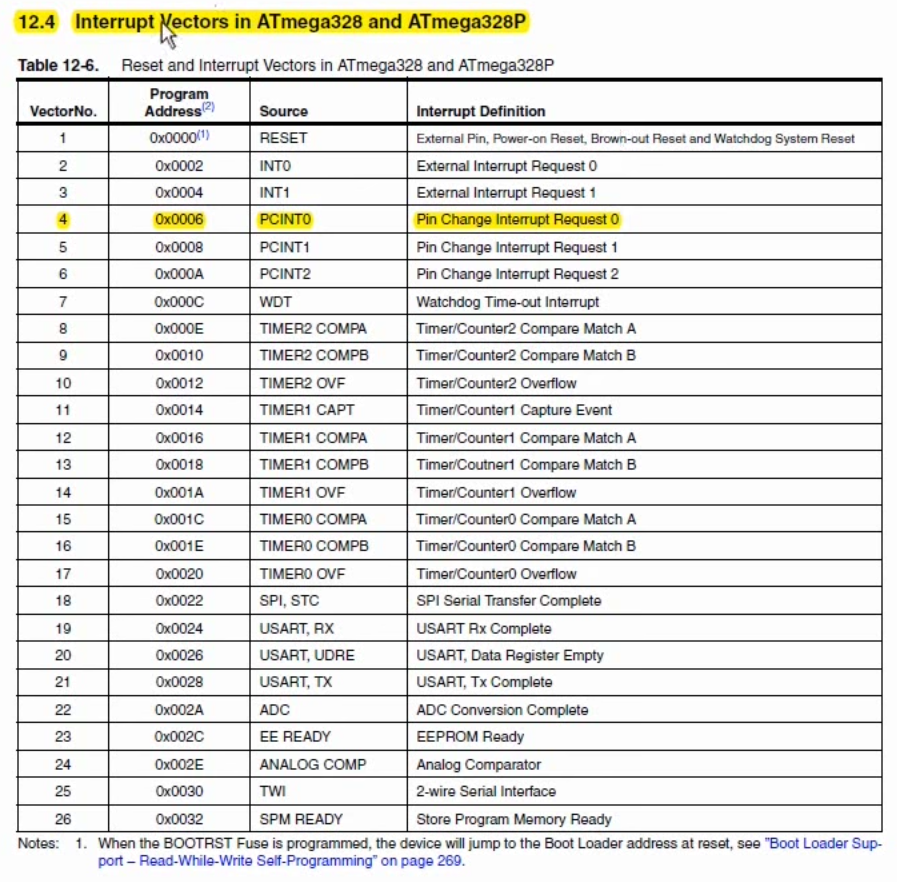 12.4 Interrupt Vectors in ATmega328 and ATmega328P
Table 12-6. Reset and Interrupt Vectors in ATmega328 and ATmega328P
VectorNo. Program Address(2) Source Interrupt Definition
1 0x0000(1) RESET External Pin, Power-on Reset, Brown-out Reset and Watchdog System Reset
2 0x0002 INT0 External Interrupt Request 0
3 0x0004 INT1 External Interrupt Request 1
4 0x0006 PCINT0 Pin Change Interrupt Request 0
5 0x0008 PCINT1 Pin Change Interrupt Request 1
6 0x000A PCINT2 Pin Change Interrupt Request 2
7 0x000C WDT Watchdog Time-out Interrupt
8 0x000E TIMER2 COMPA Timer/Counter2 Compare Match A
9 0x0010 TIMER2 COMPB Timer/Counter2 Compare Match B
10 0x0012 TIMER2 OVF Timer/Counter2 Overflow
11 0x0014 TIMER1 CAPT Timer/Counter1 Capture Event
12 0x0016 TIMER1 COMPA Timer/Counter1 Compare Match A
13 0x0018 TIMER1 COMPB Timer/Coutner1 Compare Match B
14 0x001A TIMER1 OVF Timer/Counter1 Overflow
15 0x001C TIMER0 COMPA Timer/Counter0 Compare Match A
16 0x001E TIMER0 COMPB Timer/Counter0 Compare Match B
17 0x0020 TIMER0 OVF Timer/Counter0 Overflow
18 0x0022 SPI, STC SPI Serial Transfer Complete
19 0x0024 USART, RX USART Rx Complete
20 0x0026 USART, UDRE USART, Data Register Empty
21 0x0028 USART, TX USART, Tx Complete
22 0x002A ADC ADC Conversion Complete
23 0x002C EE READY EEPROM Ready
24 0x002E ANALOG COMP Analog Comparator
25 0x0030 TWI 2-wire Serial Interface
26 0x0032 SPM READY Store Program Memory Ready
Notes: 1. When the BOOTRST Fuse is programmed, the device will jump to the Boot Loader address at reset, see "Boot Loader Sup-
port – Read-While-Write Self-Programming" on page 269.